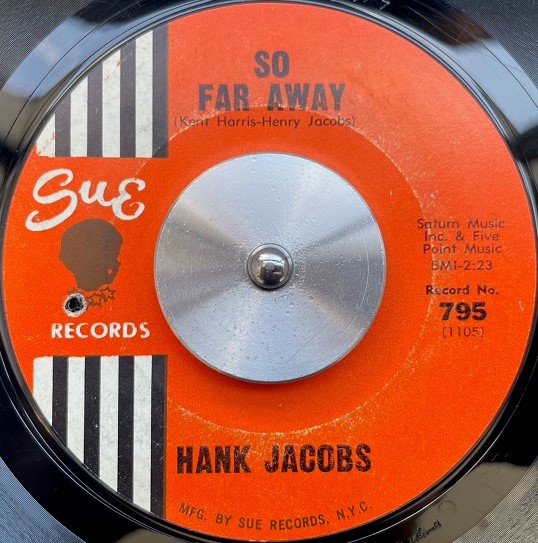 SO
FAR AWAY
(Kent Harris-Henry Jacobs)
Sue
RECORDS
Saturn Music
Inc. & Five
Point Music
BMI-2:23
Record No.
795
(1105)
HANK JACOBS
MFG. BY SUE RECORDS, N.Y.C.